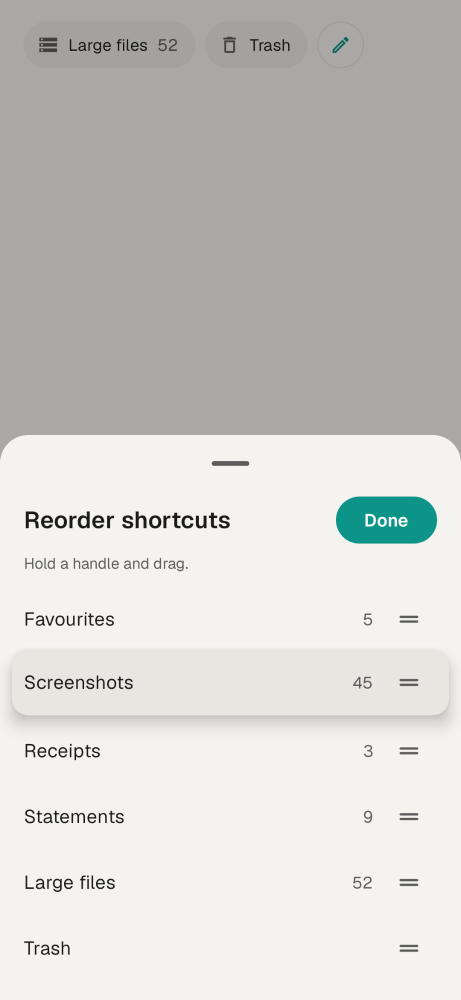 Large files 52 Trash
Reorder shortcuts Done
Hold a handle and drag.
Favourites 5
Screenshots 45
Receipts 3
Statements 9
Large files 52
Trash